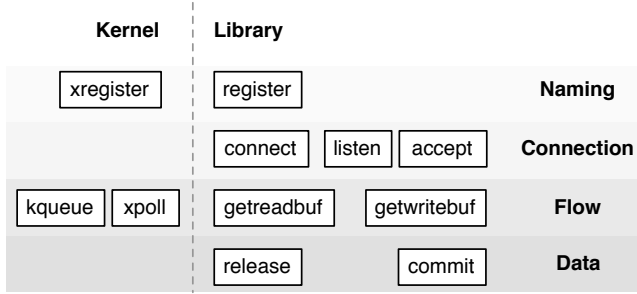 Kernel Library
xregister register Naming
connect listen accept Connection
kqueue xpoll getreadbuf getwritebuf Flow
release commit Data